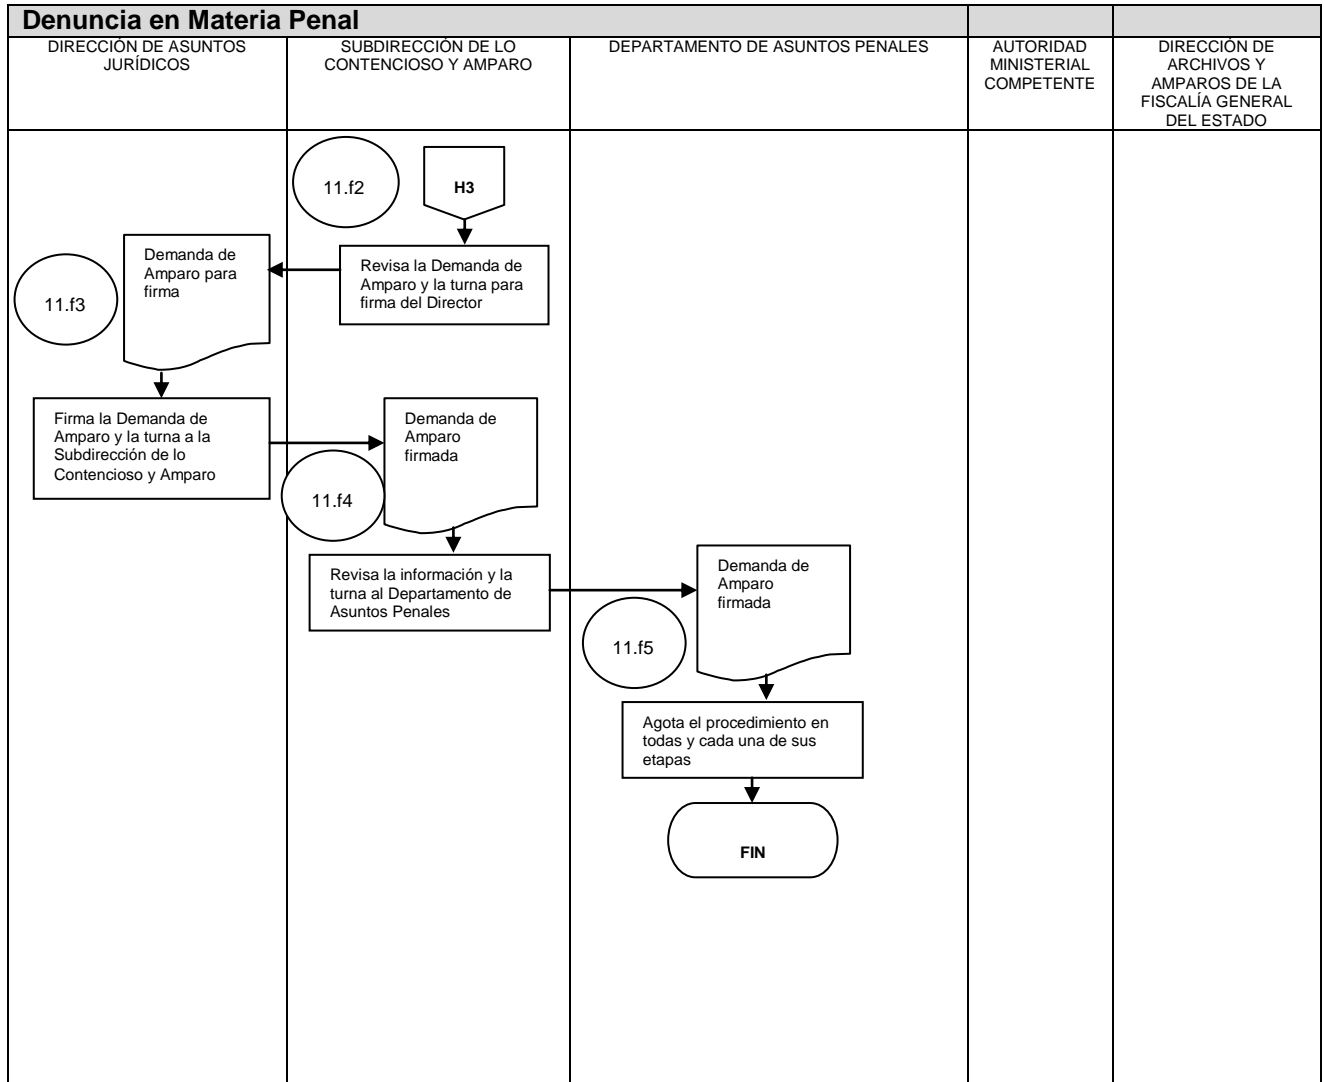 Denuncia en Materia Penal
DIRECCIÓN DE ASUNTOS
JURÍDICOS
SUBDIRECCIÓN DE LO
CONTENCIOSO Y AMPARO
DEPARTAMENTO DE ASUNTOS PENALES
AUTORIDAD
MINISTERIAL
COMPETENTE
DIRECCIÓN DE
ARCHIVOS Y
AMPAROS DE LA
FISCALÍA GENERAL
DEL ESTADO
11.f2
H3
Revisa la Demanda de
Amparo y la turna para
firma del Director
Demanda de
Amparo para
firma
11.f3
Firma la Demanda de
Amparo y la turna a la
Subdirección de lo
Contencioso y Amparo
Demanda de
Amparo
firmada
11.f4
Revisa la información y la
turna al Departamento de
Asuntos Penales
Demanda de
Amparo
firmada
11.f5
Agota el procedimiento en
todas y cada una de sus
etapas
FIN